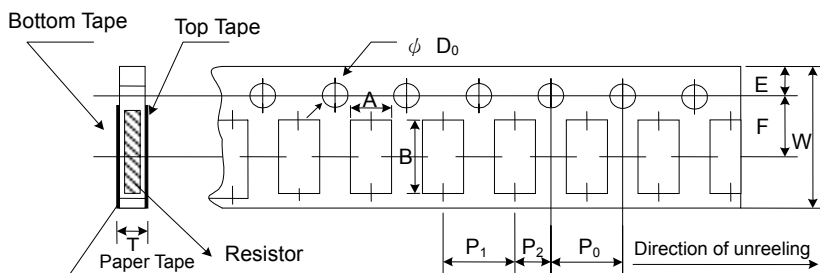 Bottom Tape
Top Tape
ψ D0
A
B
E
F
W
T
Paper Tape
Resistor
P1
P2
P0
Direction of unreeling